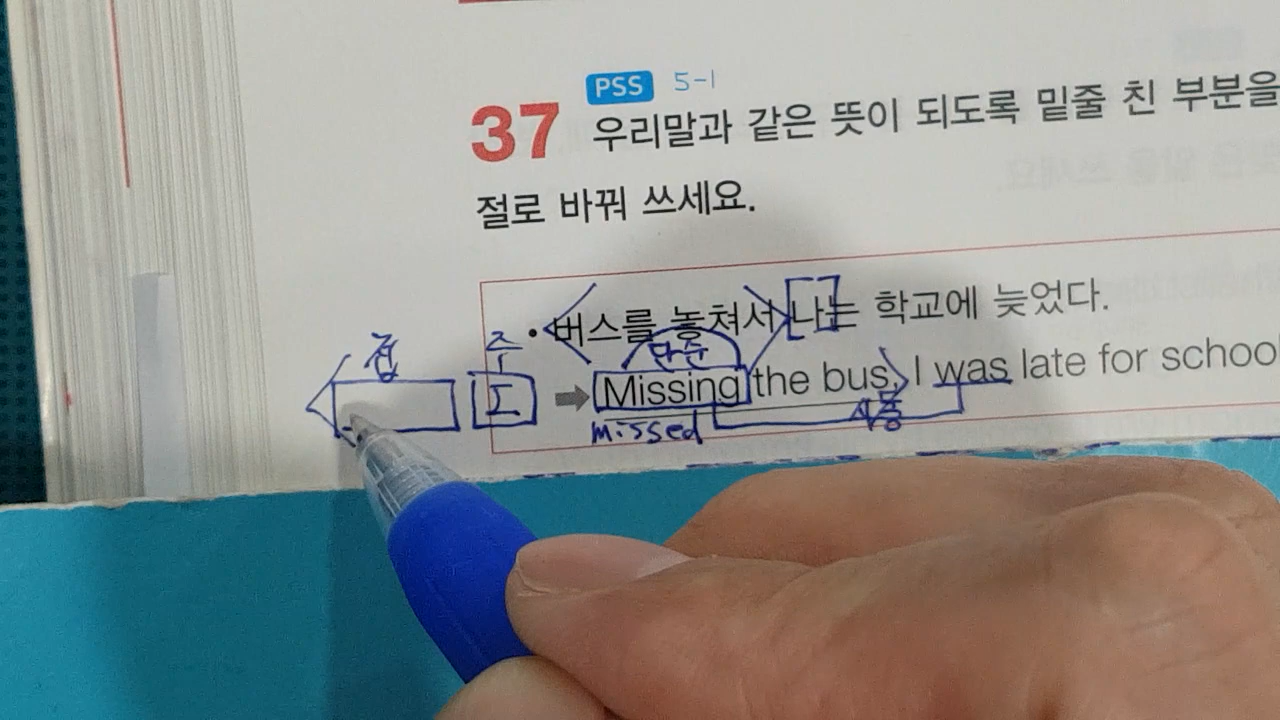 PSS 5-1
37 우리말과 같은 뜻이 되도록 밑줄 친 부분을
절로 바꿔 쓰세요.
• 버스를 놓쳐서 나는 학교에 늦었다.
접 주 단순
I → Missing the bus, I was late for school
missed